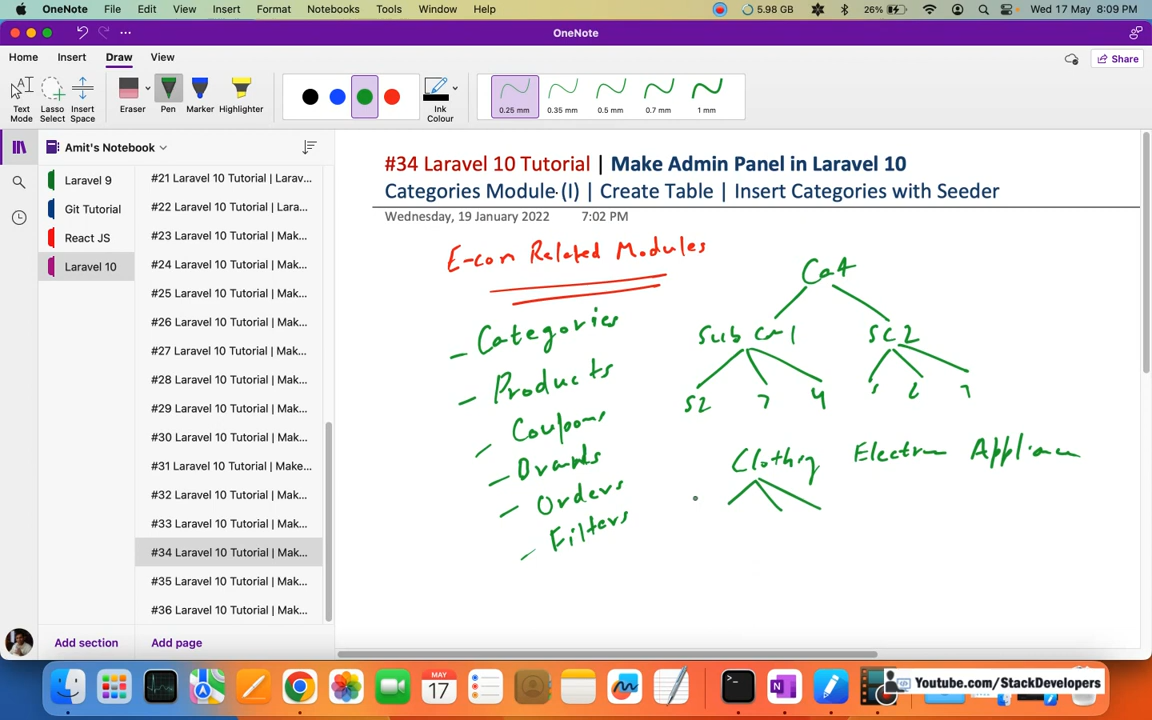 OneNote File Edit View Insert Format Notebooks Tools Window Help 5.98 GB 26% Wed 17 May 8:09 PM
OneNote
Home Insert Draw View Share
Text Mode Lasso Select Insert Space Eraser Pen Marker Highlighter Ink Colour 0.25 mm 0.35 mm 0.5 mm 0.7 mm 1 mm
Amit's Notebook
Laravel 9
Git Tutorial
React JS
Laravel 10
#21 Laravel 10 Tutorial | Larav...
#22 Laravel 10 Tutorial | Lara...
#23 Laravel 10 Tutorial | Mak...
#24 Laravel 10 Tutorial | Mak...
#25 Laravel 10 Tutorial | Mak...
#26 Laravel 10 Tutorial | Mak...
#27 Laravel 10 Tutorial | Mak...
#28 Laravel 10 Tutorial | Mak...
#29 Laravel 10 Tutorial | Mak...
#30 Laravel 10 Tutorial | Mak...
#31 Laravel 10 Tutorial | Make...
#32 Laravel 10 Tutorial | Mak...
#33 Laravel 10 Tutorial | Mak...
#34 Laravel 10 Tutorial | Mak...
#35 Laravel 10 Tutorial | Mak...
#36 Laravel 10 Tutorial | Mak...
Add section Add page
#34 Laravel 10 Tutorial | Make Admin Panel in Laravel 10
Categories Module (I) | Create Table | Insert Categories with Seeder
Wednesday, 19 January 2022 7:02 PM
E-com Related Modules
- Categories
- Products
- Coupons
- Brands
- Orders
- Filters
Cat
Sub Cat 1 SC2
S2 4 6
Clothing Electron Applian
MAY 17
Youtube.com/StackDevelopers